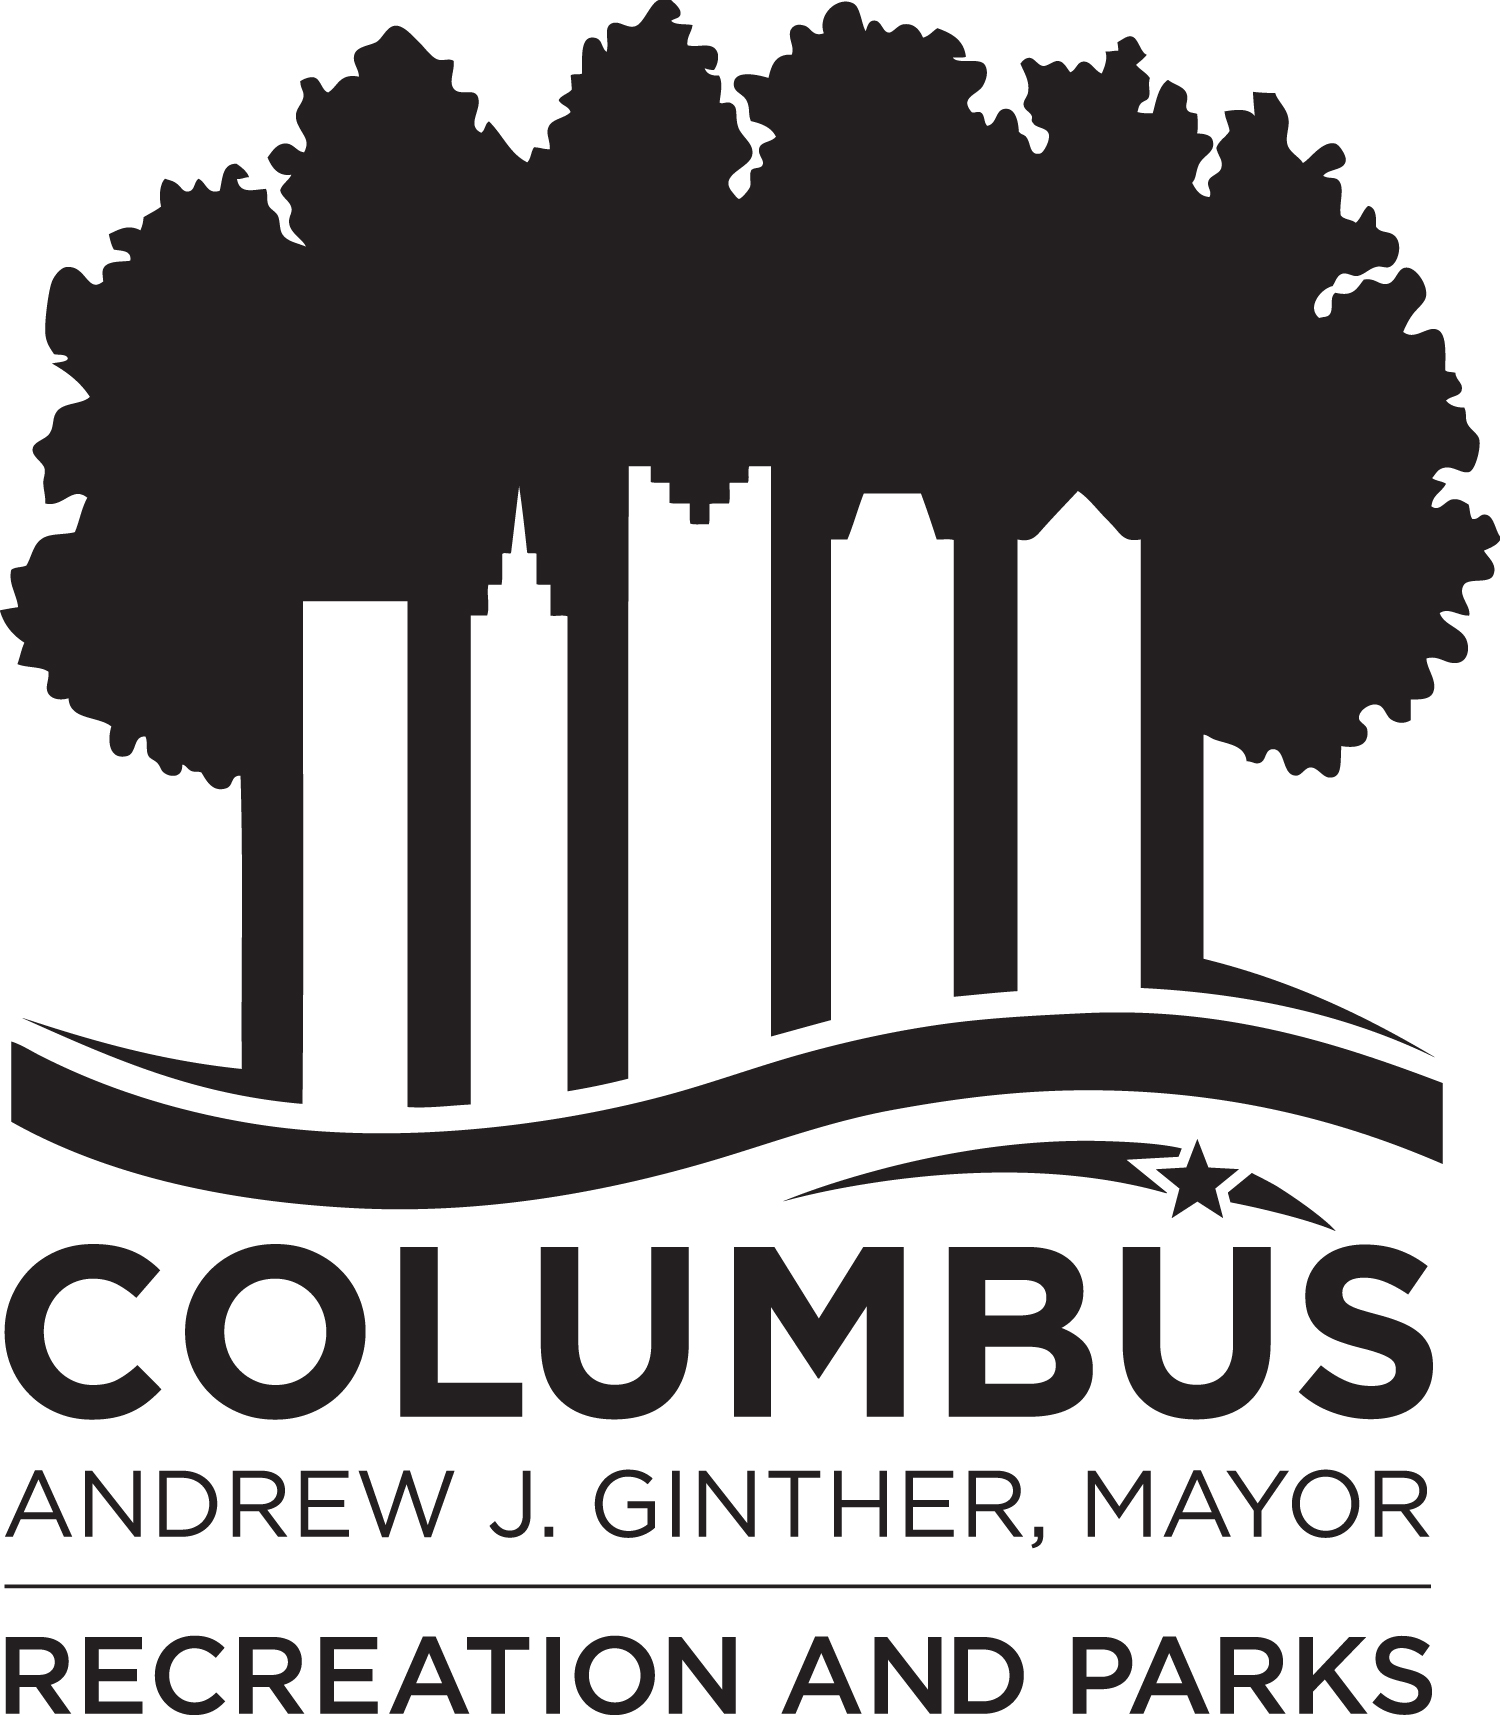 COLUMBUS
ANDREW J. GINTHER, MAYOR
RECREATION AND PARKS